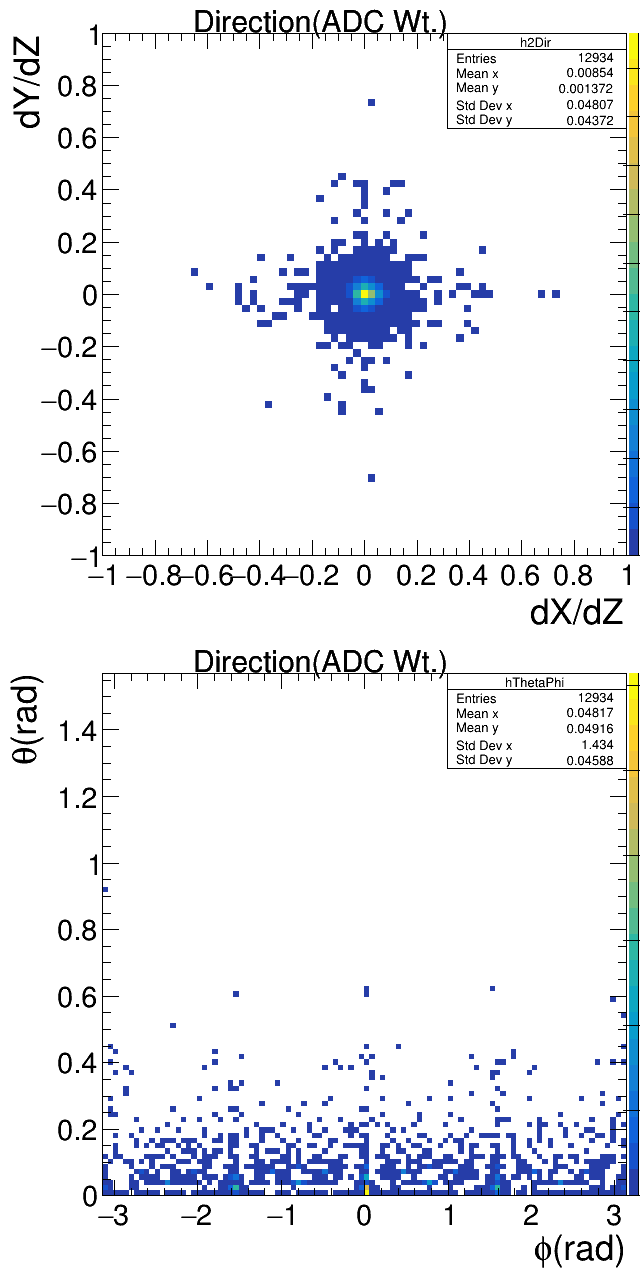 Direction(ADC Wt.)
h2Dir
Entries 12934
Mean x 0.00854
Mean y 0.001372
Std Dev x 0.04807
Std Dev y 0.04372
dY/dZ
1
0.8
0.6
0.4
0.2
0
−0.2
−0.4
−0.6
−0.8
−1
−1 −0.8 −0.6 −0.4 −0.2 0 0.2 0.4 0.6 0.8 1
dX/dZ
Direction(ADC Wt.)
hThetaPhi
Entries 12934
Mean x 0.04817
Mean y 0.04916
Std Dev x 1.434
Std Dev y 0.04588
θ(rad)
1.4
1.2
1
0.8
0.6
0.4
0.2
0
−3 −2 −1 0 1 2 3
ϕ(rad)